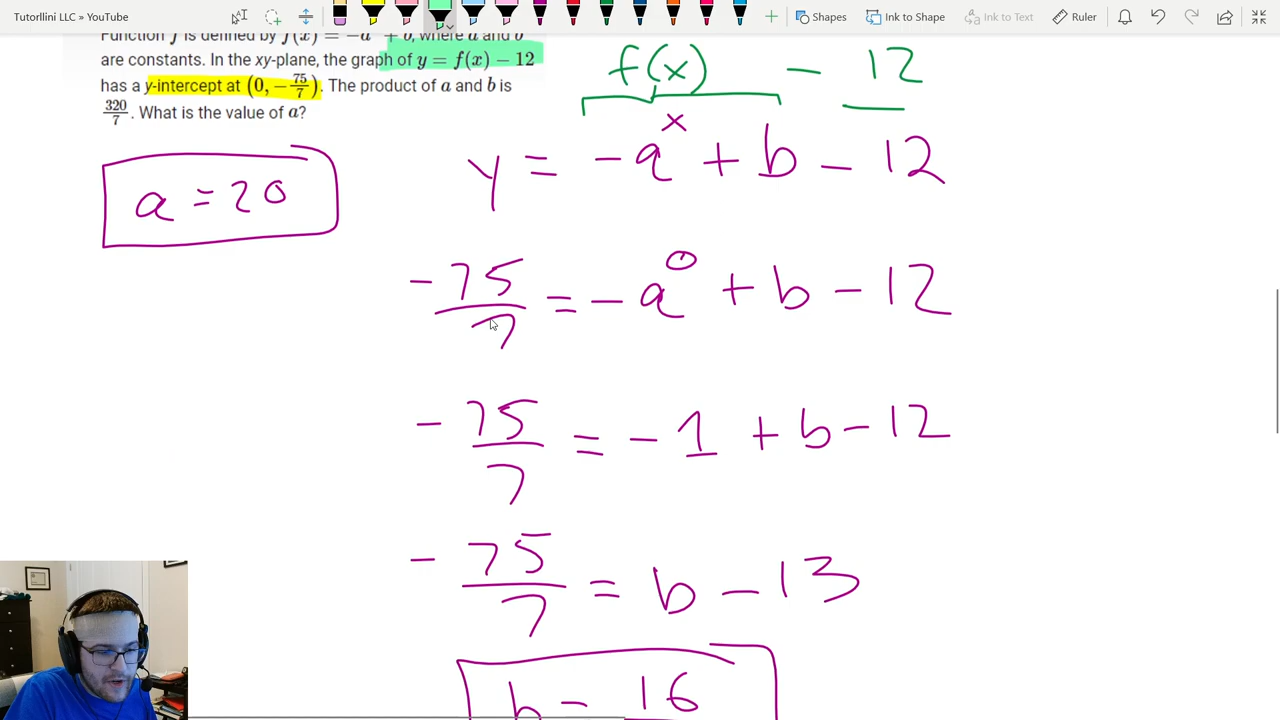 Tutorllini LLC » YouTube
Shapes
Ink to Shape
Ink to Text
Ruler
Function f is defined by f(x) = −aˣ + b, where a and b
are constants. In the xy-plane, the graph of y = f(x) − 12
has a y-intercept at (0, −75/7). The product of a and b is
320/7. What is the value of a?
a = 20
f(x) − 12
y = −aˣ + b − 12
−75/7 = −a⁰ + b − 12
−75/7 = −1 + b − 12
−75/7 = b − 13
b = 16